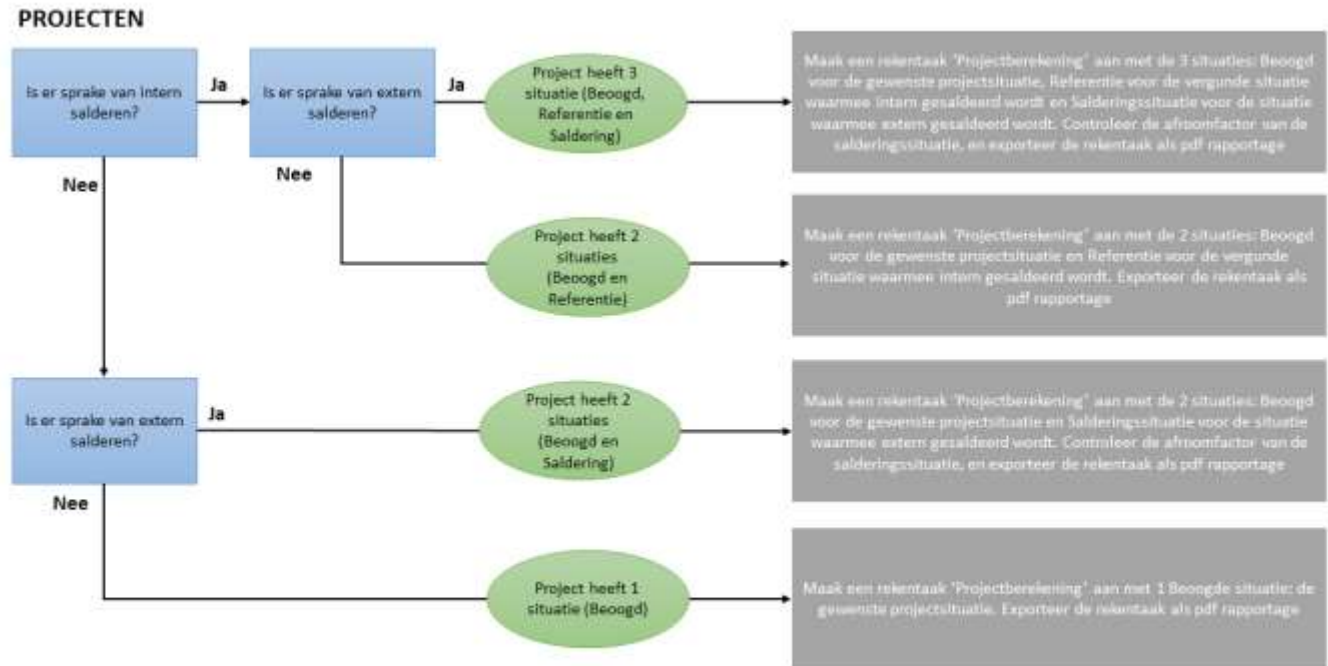 PROJECTEN
Is er sprake van intern
salderen?
Ja
Is er sprake van extern
salderen?
Ja
Project heeft 3
situatie (Beoogd,
Referentie en
Saldering)
Maak een rekentaak 'Projectberekening' aan met de 3 situaties: Beoogd
voor de gewenste projectsituatie, Referentie voor de vergunde situatie
waarmee intern gesaldeerd wordt en Salderingssituatie voor de situatie
waarmee extern gesaldeerd wordt. Controleer de afroomfactor van de
salderingssituatie, en exporteer de rekentaak als pdf rapportage
Nee
Nee
Project heeft 2
situaties
(Beoogd en
Referentie)
Maak een rekentaak 'Projectberekening' aan met de 2 situaties: Beoogd
voor de gewenste projectsituatie en Referentie voor de vergunde
situatie waarmee intern gesaldeerd wordt. Exporteer de rekentaak als
pdf rapportage
Is er sprake van extern
salderen?
Ja
Project heeft 2
situaties
(Beoogd en
Saldering)
Maak een rekentaak 'Projectberekening' aan met de 2 situaties: Beoogd
voor de gewenste projectsituatie en Salderingssituatie voor de situatie
waarmee extern gesaldeerd wordt. Controleer de afroomfactor van de
salderingssituatie, en exporteer de rekentaak als pdf rapportage
Nee
Project heeft 1
situatie (Beoogd)
Maak een rekentaak 'Projectberekening' aan met 1 Beoogde situatie: de
gewenste projectsituatie. Exporteer de rekentaak als pdf rapportage